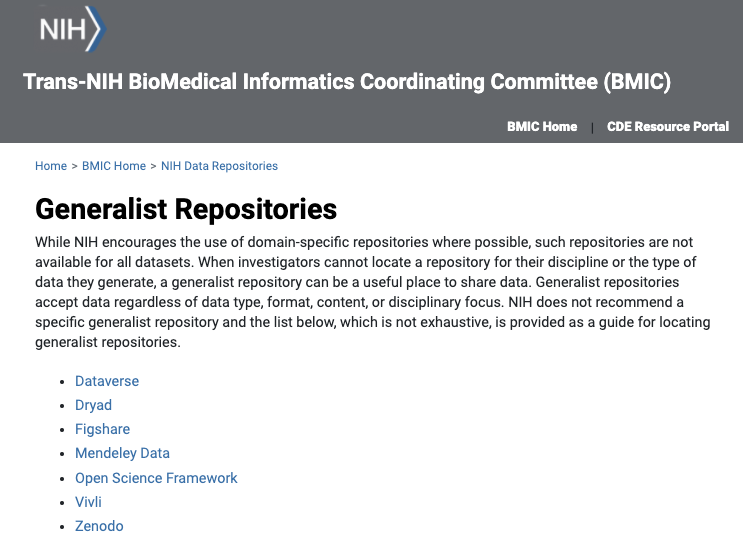 NIH
Trans-NIH BioMedical Informatics Coordinating Committee (BMIC)
BMIC Home | CDE Resource Portal
Home > BMIC Home > NIH Data Repositories
Generalist Repositories
While NIH encourages the use of domain-specific repositories where possible, such repositories are not
available for all datasets. When investigators cannot locate a repository for their discipline or the type of
data they generate, a generalist repository can be a useful place to share data. Generalist repositories
accept data regardless of data type, format, content, or disciplinary focus. NIH does not recommend a
specific generalist repository and the list below, which is not exhaustive, is provided as a guide for locating
generalist repositories.
• Dataverse
• Dryad
• Figshare
• Mendeley Data
• Open Science Framework
• Vivli
• Zenodo